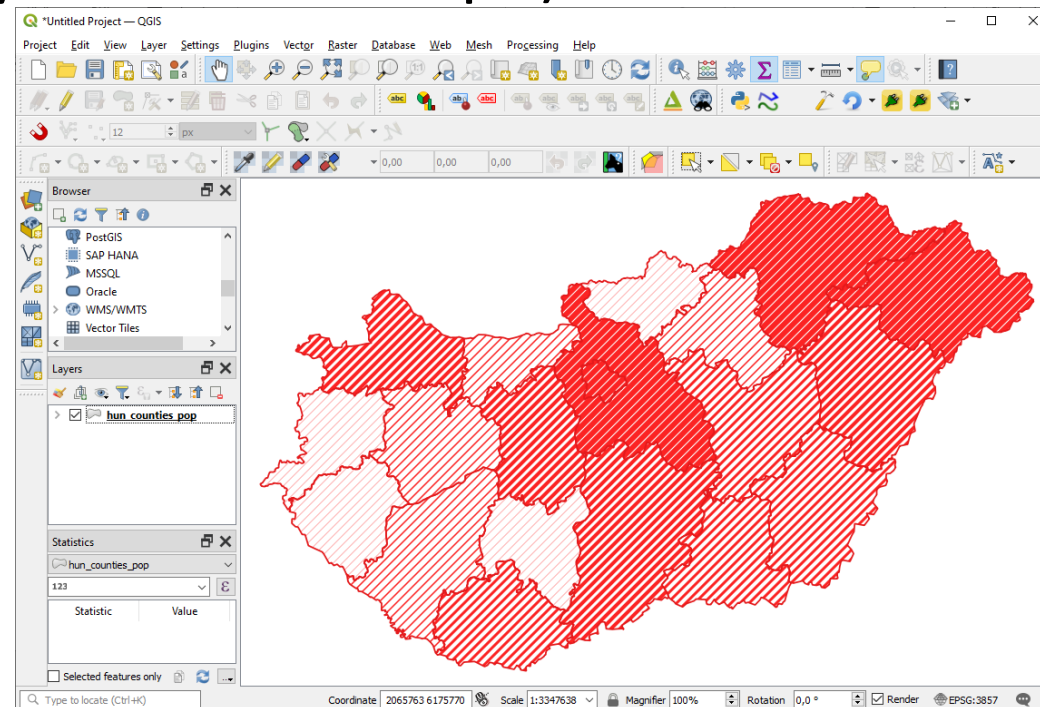 *Untitled Project — QGIS
Project Edit View Layer Settings Plugins Vector Raster Database Web Mesh Processing Help
abc ab abc
12 px
0,00 0,00 0,00
Browser
PostGIS
SAP HANA
MSSQL
Oracle
WMS/WMTS
Vector Tiles
Layers
hun_counties_pop
Statistics
hun_counties_pop
123 ε
Statistic Value
Selected features only ...
Type to locate (Ctrl+K) Coordinate 2065763 6175770 Scale 1:3347638 Magnifier 100% Rotation 0,0 ° Render EPSG:3857